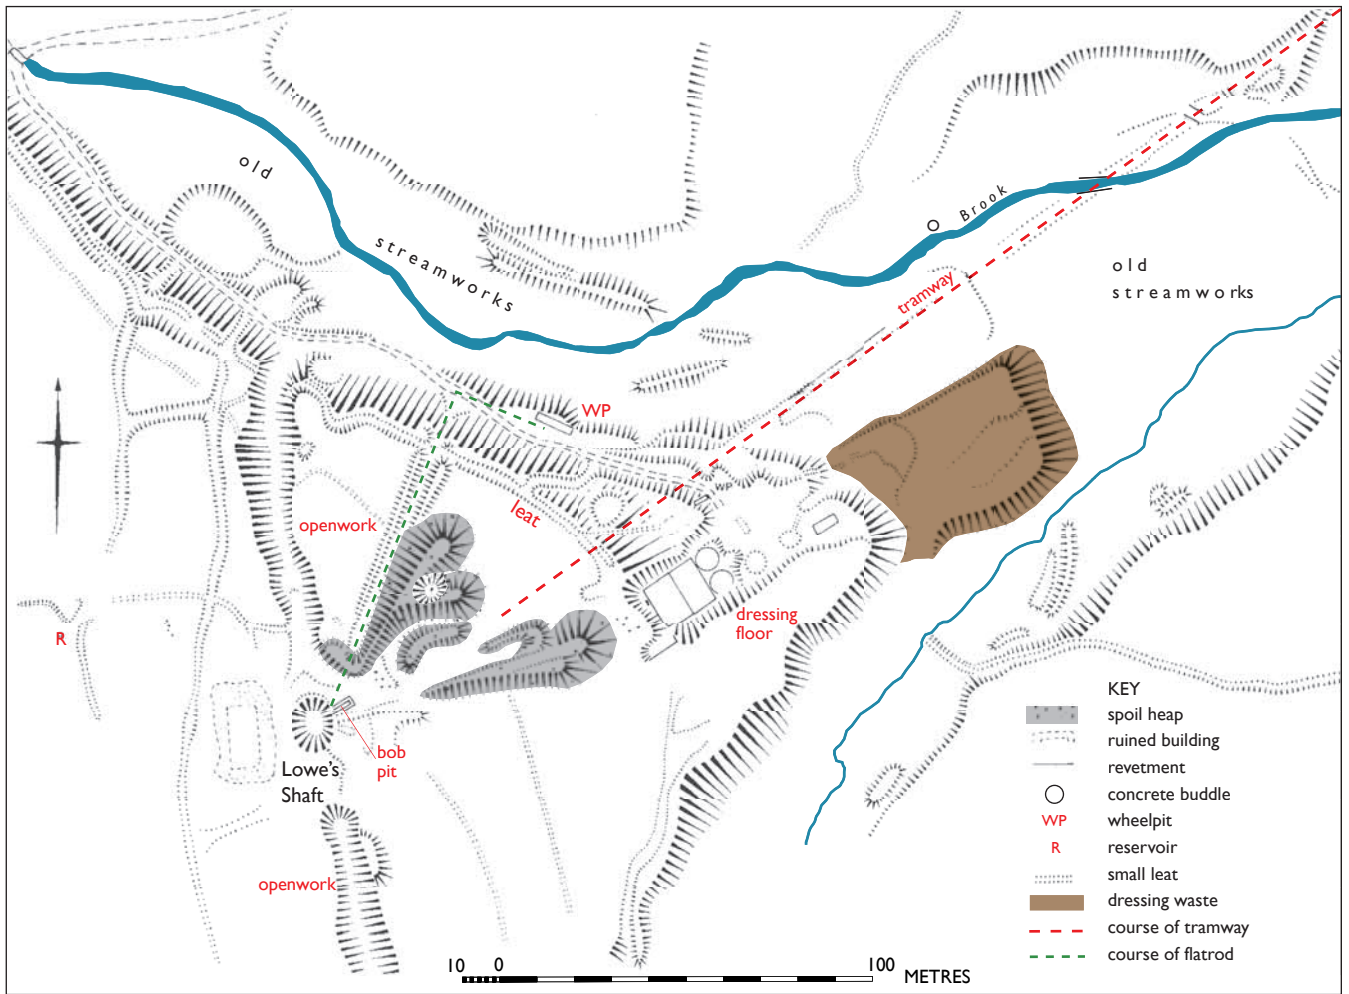 old
streamworks
Brook
old
streamworks
tramway
WP
openwork
leat
R
dressing
floor
bob
pit
Lowe's
Shaft
openwork
KEY
spoil heap
ruined building
revetment
concrete buddle
WP wheelpit
R reservoir
small leat
dressing waste
course of tramway
course of flatrod
10 0 100 METRES